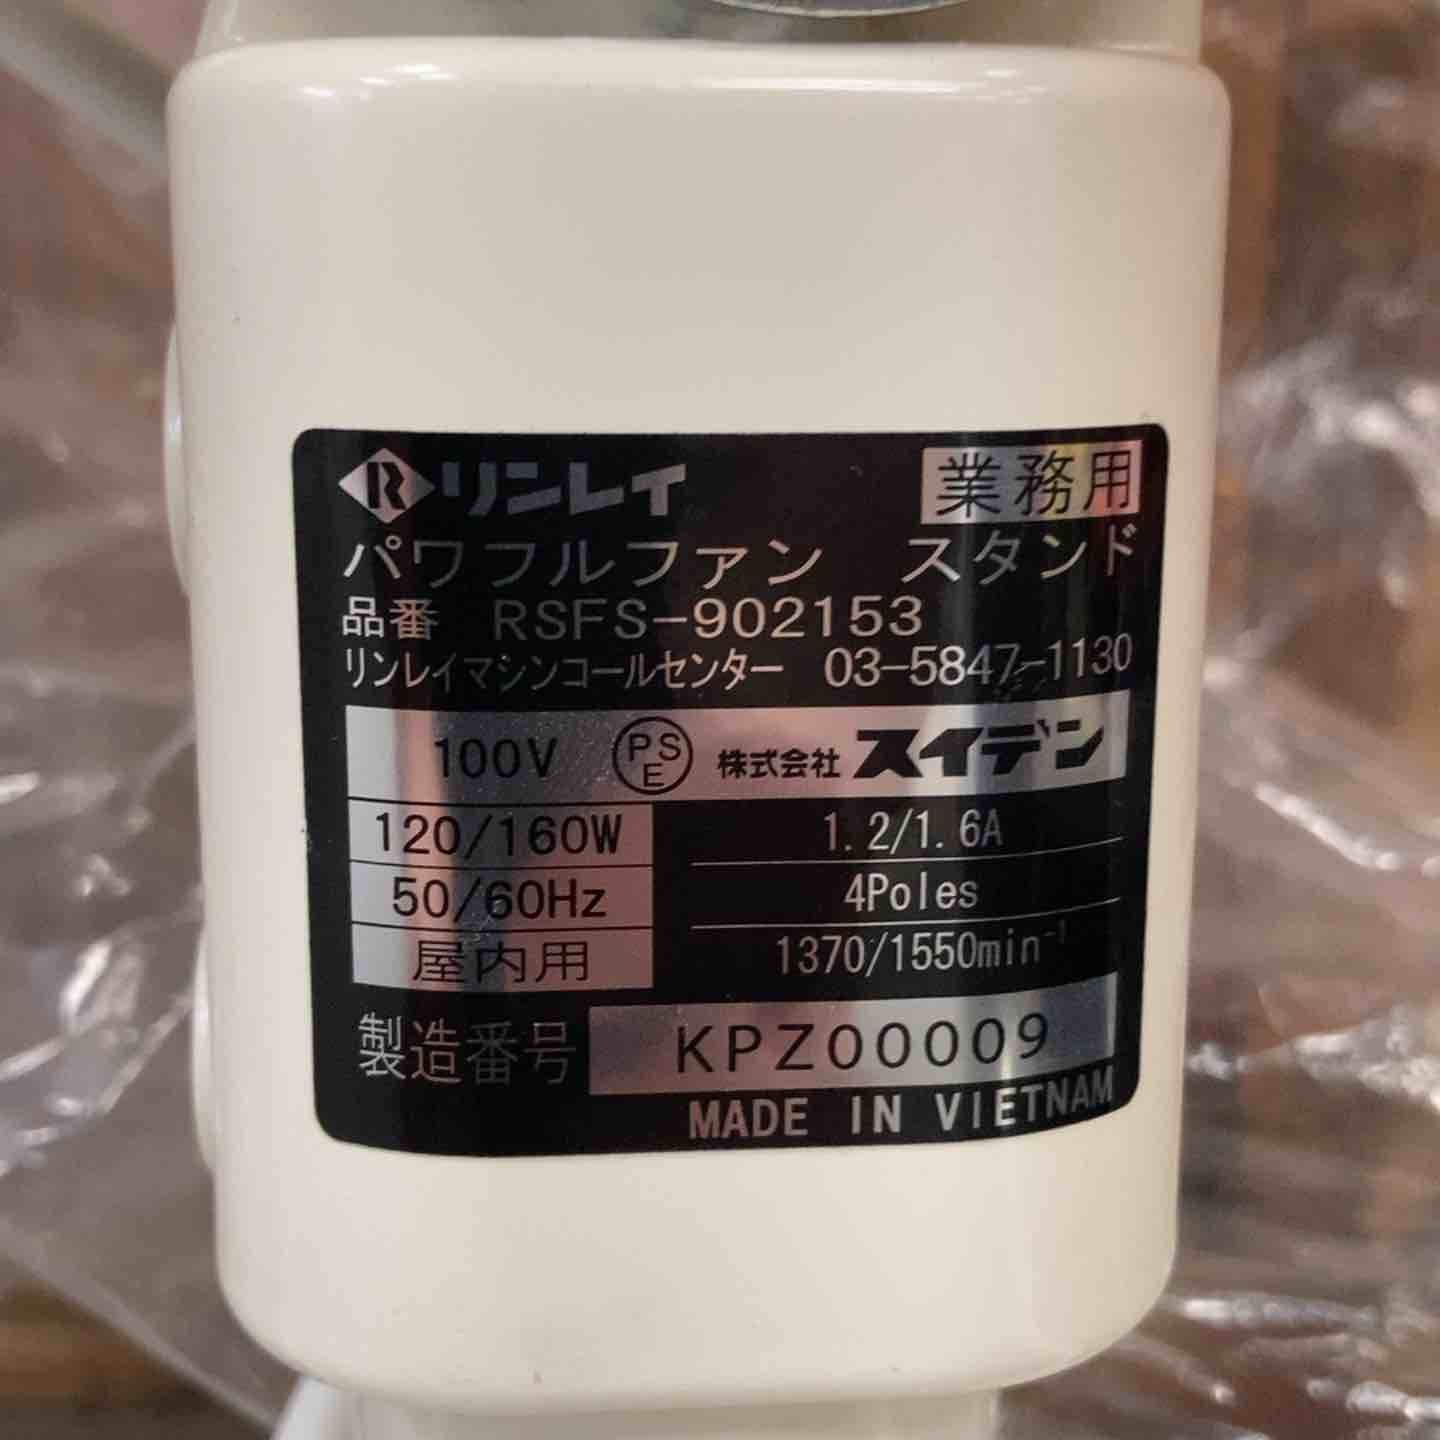 R リンレイ 業務用
パワフルファン スタンド
品番 RSFS-902153
リンレイマシンコールセンター 03-5847-1130
100V PSE 株式会社スイデン
120/160W 1.2/1.6A
50/60Hz 4Poles
屋内用 1370/1550min⁻¹
製造番号 KPZ00009
MADE IN VIETNAM